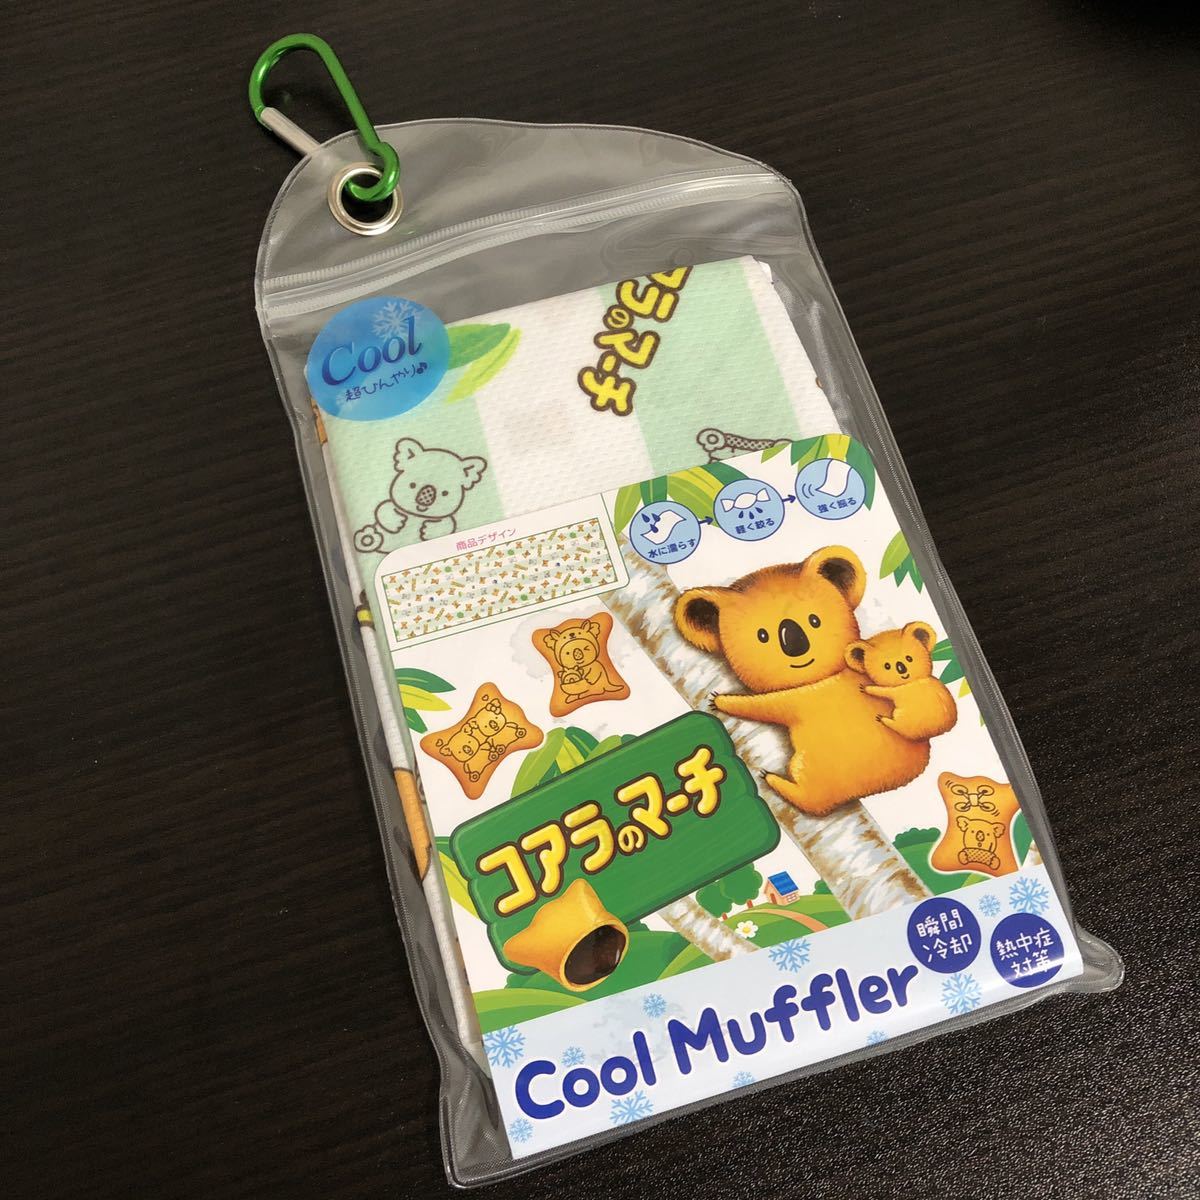 Cool
超ひんやり♪
コアラのマーチ
商品デザイン
水に濡らす
軽く絞る
強く振る
コアラのマーチ
瞬間
冷却
熱中症
対策
Cool Muffler